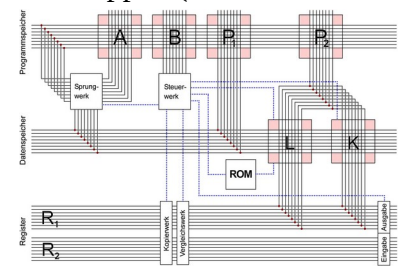 Programmspeicher
A
B
P1
P2
Sprung-
werk
Steuer-
werk
Datenspeicher
L
K
ROM
Register
R1
R2
Kopierwerk
Vergleichswerk
Ausgabe
Eingabe